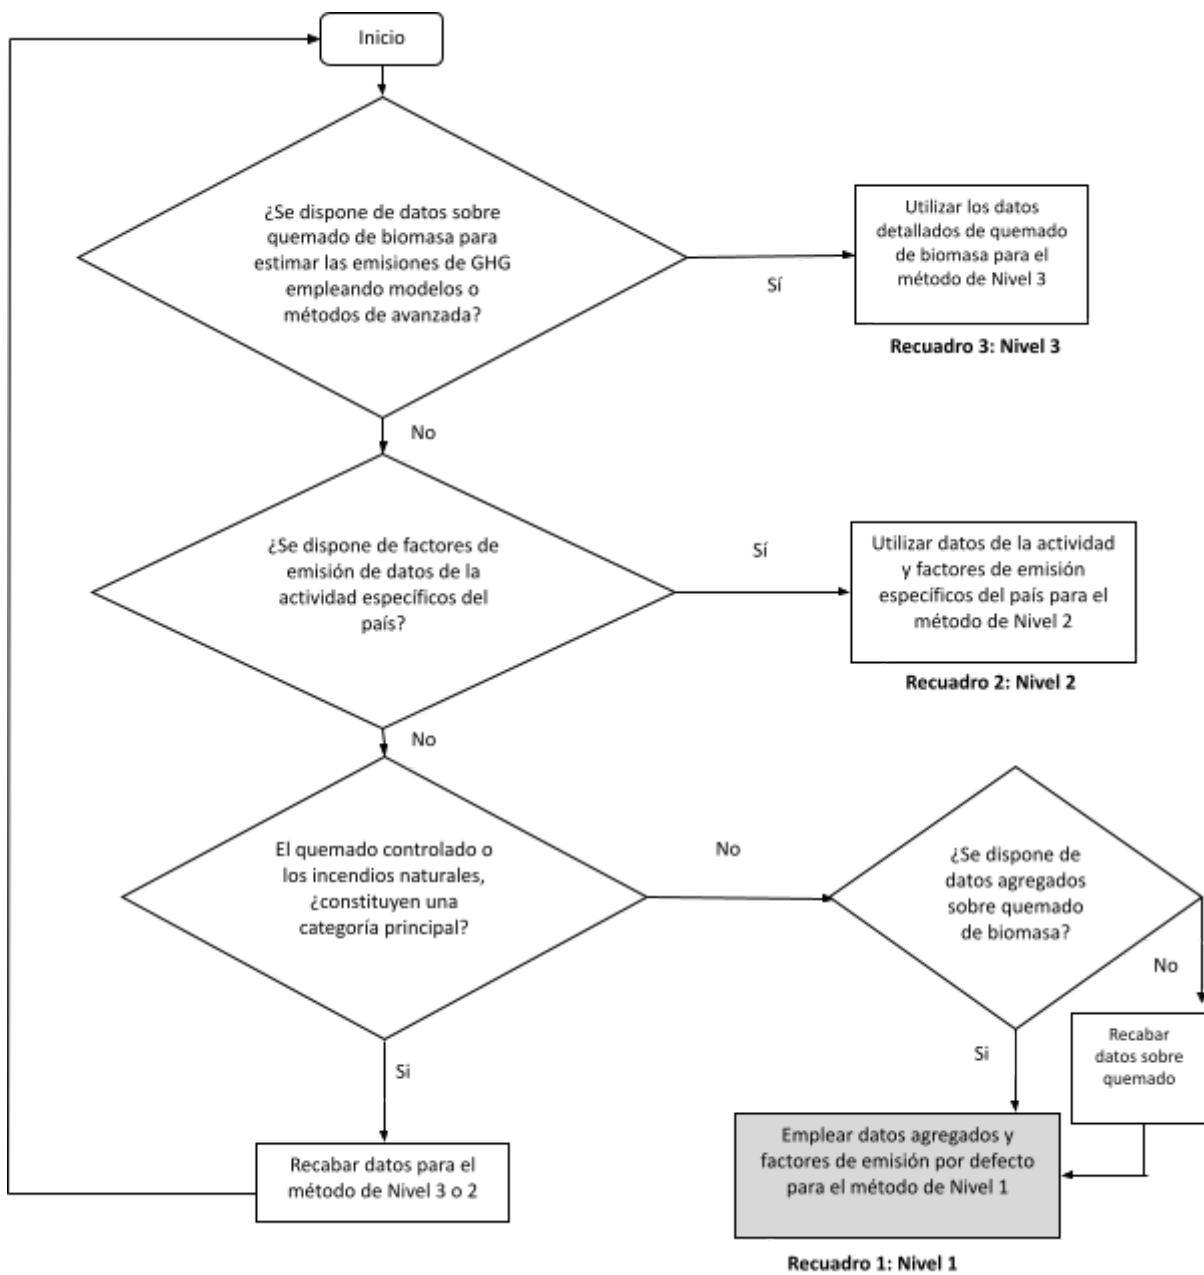 Inicio
¿Se dispone de datos sobre
quemado de biomasa para
estimar las emisiones de GHG
empleando modelos o
métodos de avanzada?
Sí
Utilizar los datos
detallados de quemado
de biomasa para el
método de Nivel 3
Recuadro 3: Nivel 3
No
¿Se dispone de factores de
emisión de datos de la
actividad específicos del
país?
Sí
Utilizar datos de la actividad
y factores de emisión
específicos del país para el
método de Nivel 2
Recuadro 2: Nivel 2
No
El quemado controlado o
los incendios naturales,
¿constituyen una
categoría principal?
No
¿Se dispone de
datos agregados
sobre quemado
de biomasa?
No
Recabar
datos sobre
quemado
Si
Si
Recabar datos para el
método de Nivel 3 o 2
Emplear datos agregados y
factores de emisión por defecto
para el método de Nivel 1
Recuadro 1: Nivel 1